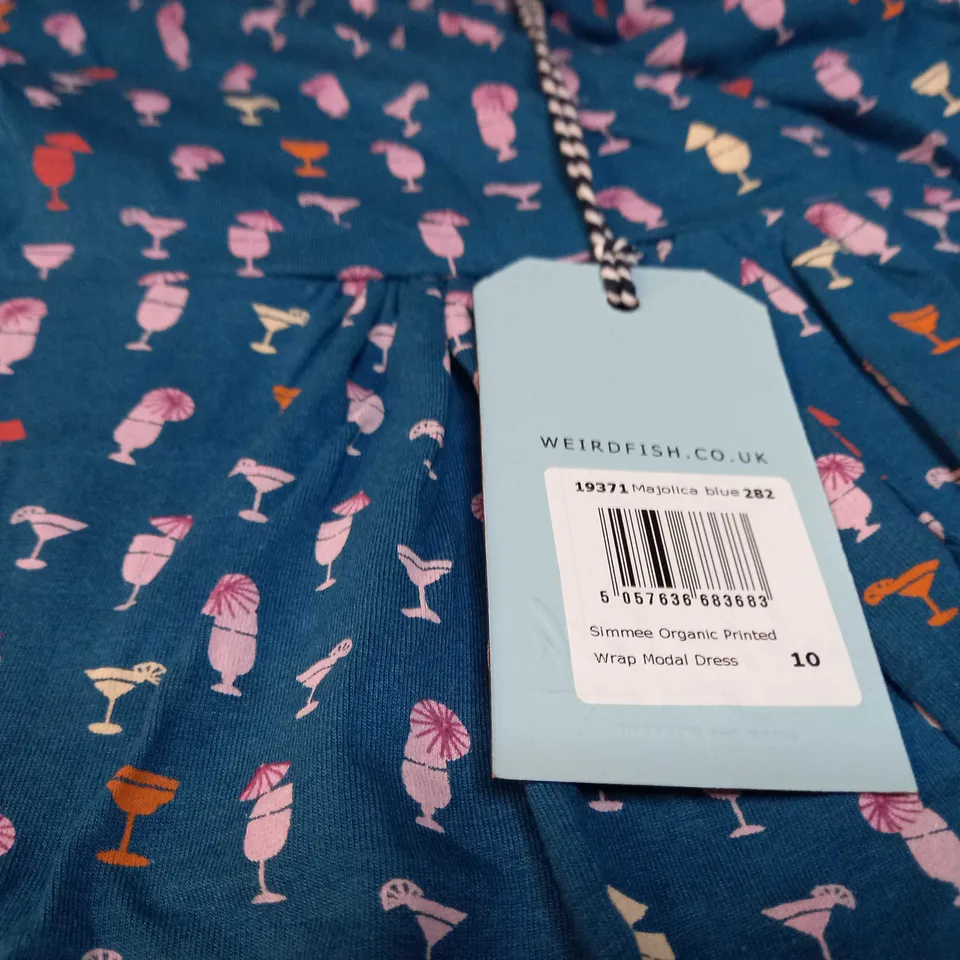 WEIRDFISH.CO.UK
19371 Majolica blue 282
5 057636 683683
Simmee Organic Printed
Wrap Modal Dress 10